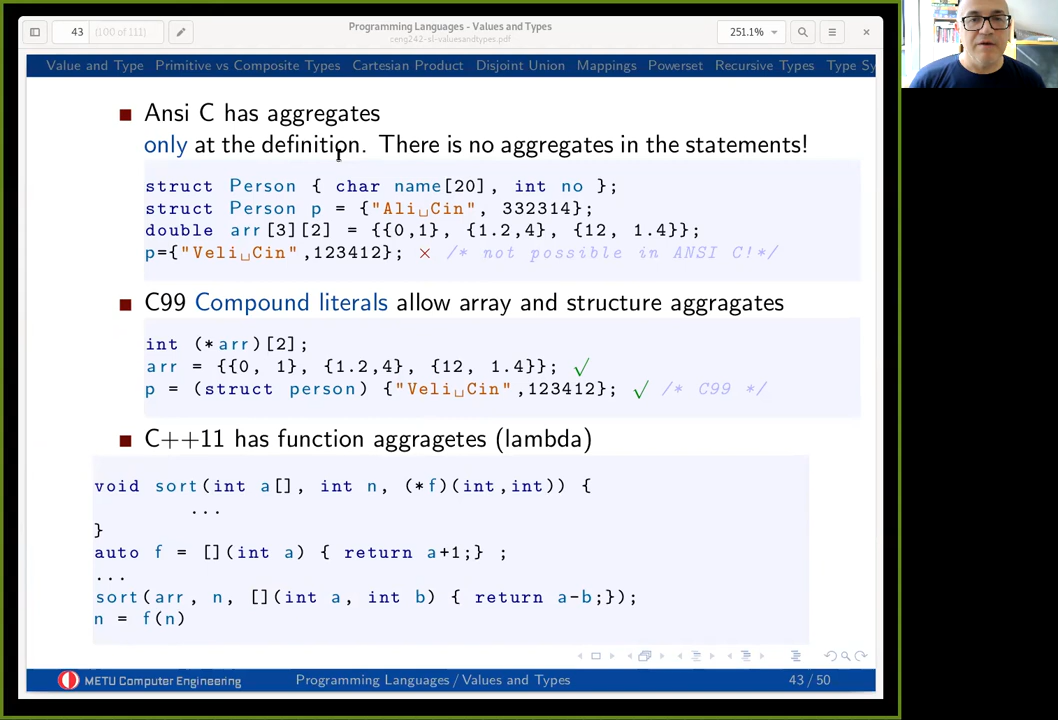 43 [100 of 111]
Programming Languages - Values and Types
ceng242-sl-valuesandtypes.pdf
251.1%
Value and Type Primitive vs Composite Types Cartesian Product Disjoint Union Mappings Powerset Recursive Types Type Sy
Ansi C has aggregates
only at the definition. There is no aggregates in the statements!
struct Person { char name[20], int no };
struct Person p = {"Ali␣Cin", 332314};
double arr[3][2] = {{0,1}, {1.2,4}, {12, 1.4}};
p={"Veli␣Cin",123412}; × /* not possible in ANSI C!*/
C99 Compound literals allow array and structure aggragates
int (*arr)[2];
arr = {{0, 1}, {1.2,4}, {12, 1.4}}; √
p = (struct person) {"Veli␣Cin",123412}; √ /* C99 */
C++11 has function aggragetes (lambda)
void sort(int a[], int n, (*f)(int,int)) {
...
}
auto f = [](int a) { return a+1;} ;
...
sort(arr, n, [](int a, int b) { return a-b;});
n = f(n)
METU Computer Engineering Programming Languages/Values and Types 43/50